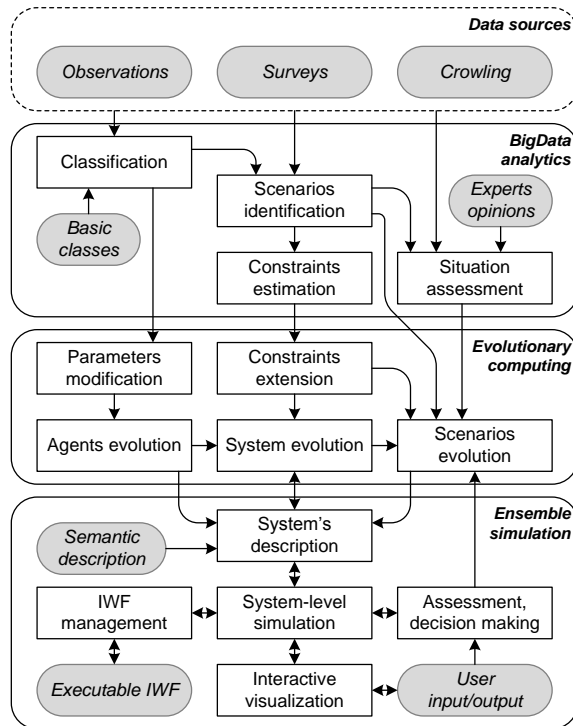 Data sources
Observations
Surveys
Crowling
BigData
analytics
Classification
Scenarios
identification
Experts
opinions
Basic
classes
Constraints
estimation
Situation
assessment
Evolutionary
computing
Parameters
modification
Constraints
extension
Agents evolution
System evolution
Scenarios
evolution
Ensemble
simulation
Semantic
description
System's
description
IWF
management
System-level
simulation
Assessment,
decision making
Executable IWF
Interactive
visualization
User
input/output